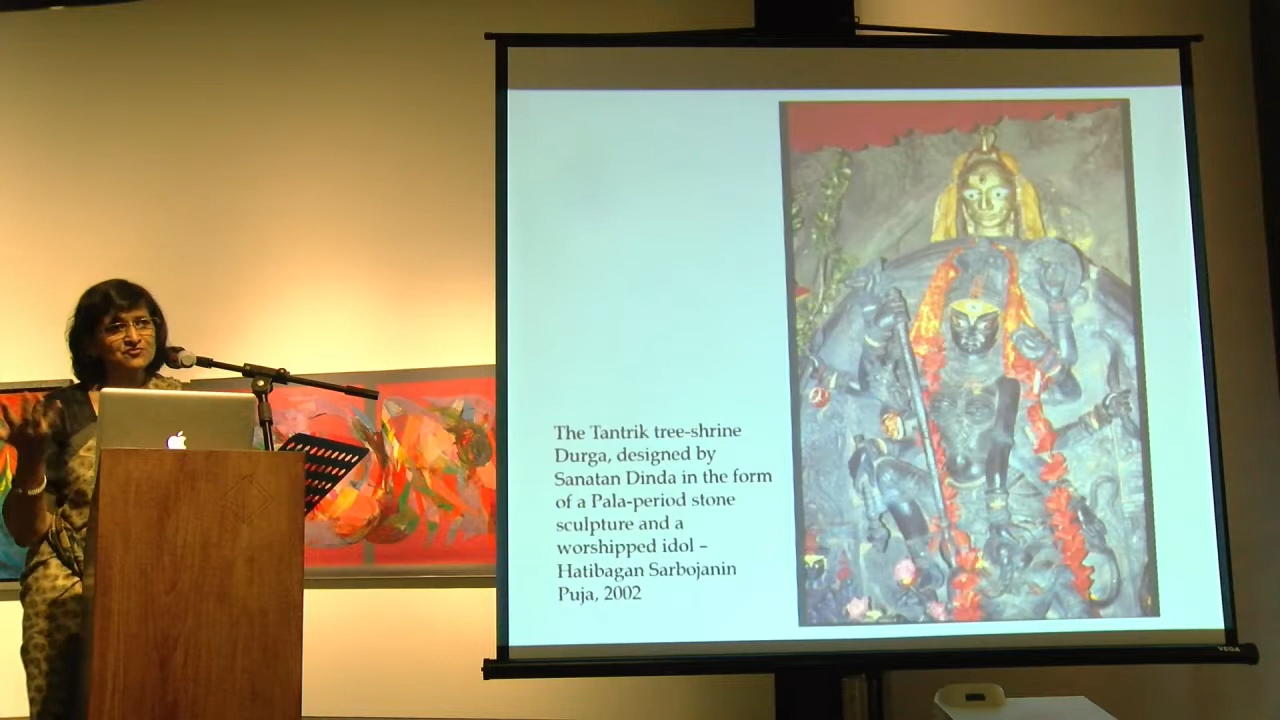 The Tantrik tree-shrine
Durga, designed by
Sanatan Dinda in the form
of a Pala-period stone
sculpture and a
worshipped idol –
Hatibagan Sarbojanin
Puja, 2002
VEGA